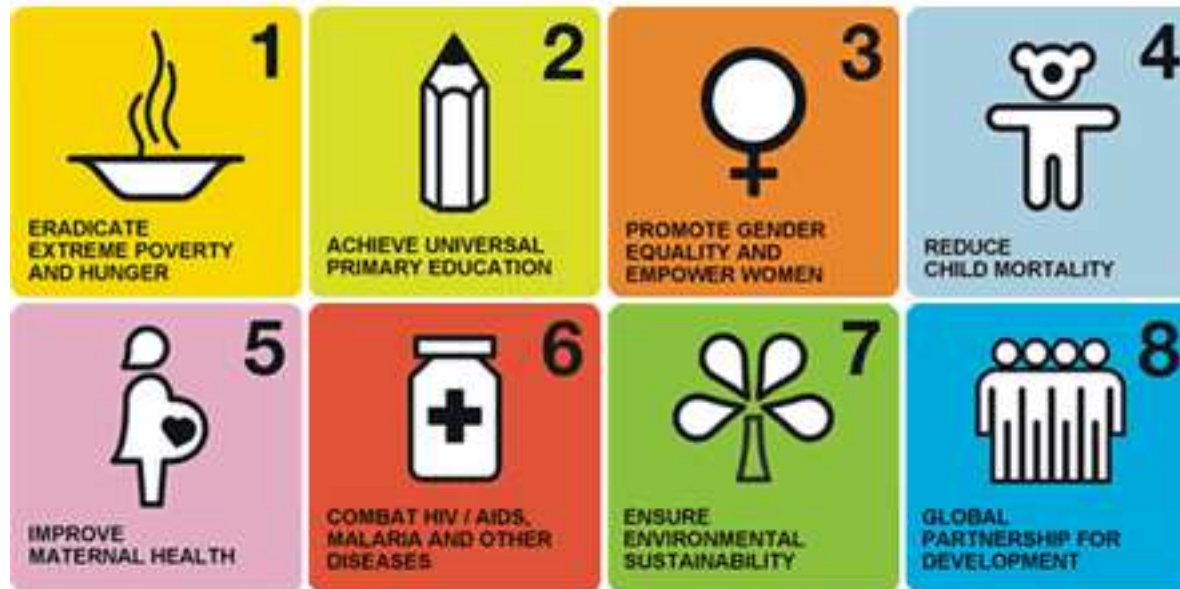 1
ERADICATE
EXTREME POVERTY
AND HUNGER
2
ACHIEVE UNIVERSAL
PRIMARY EDUCATION
3
PROMOTE GENDER
EQUALITY AND
EMPOWER WOMEN
4
REDUCE
CHILD MORTALITY
5
IMPROVE
MATERNAL HEALTH
6
COMBAT HIV / AIDS,
MALARIA AND OTHER
DISEASES
7
ENSURE
ENVIRONMENTAL
SUSTAINABILITY
8
GLOBAL
PARTNERSHIP FOR
DEVELOPMENT